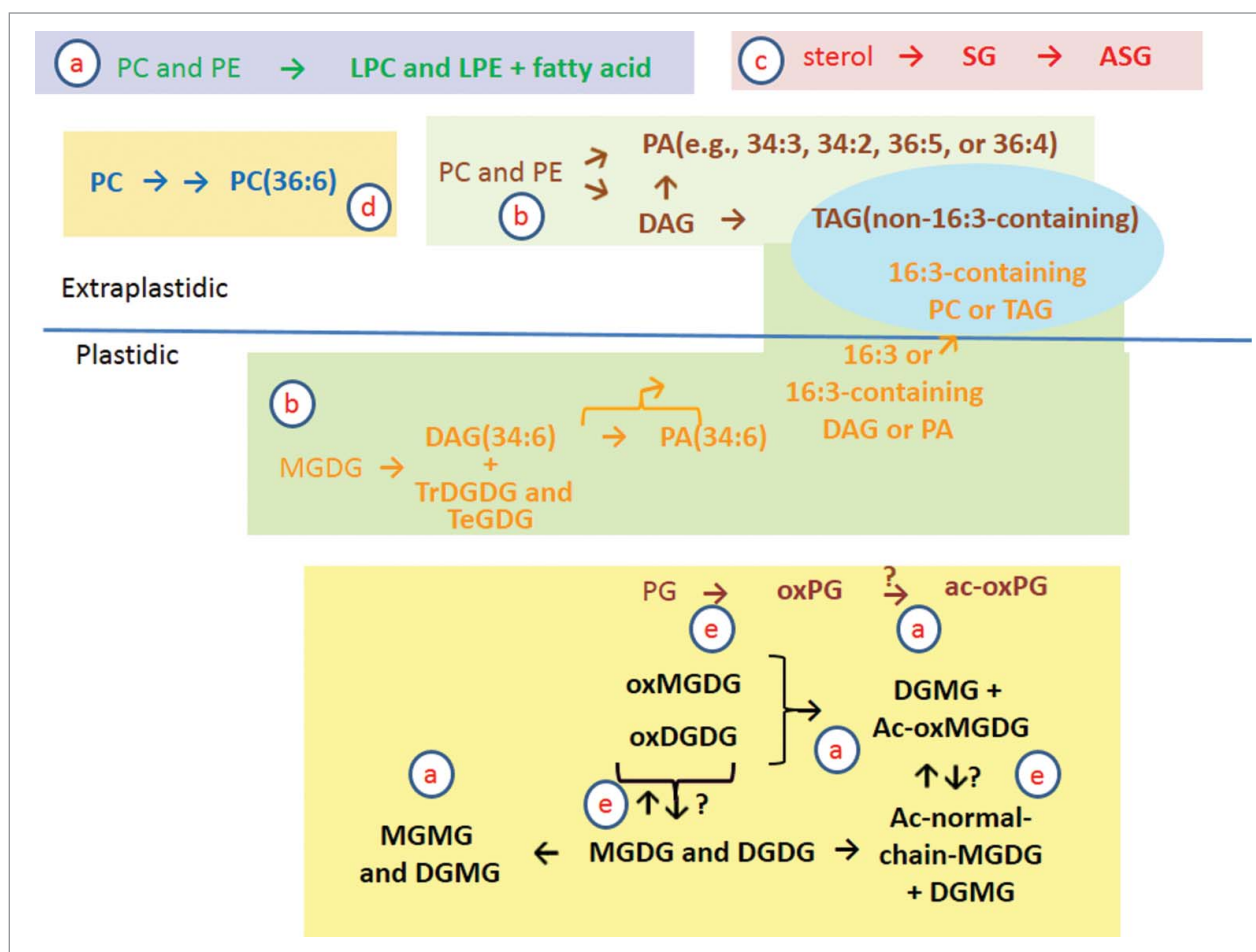 a PC and PE → LPC and LPE + fatty acid
c sterol → SG → ASG
PC → → PC(36:6)
d
PA(e.g., 34:3, 34:2, 36:5, or 36:4)
PC and PE
b
DAG →
TAG(non-16:3-containing)
16:3-containing
PC or TAG
Extraplastidic
Plastidic
16:3 or
16:3-containing
DAG or PA
b
MGDG →
DAG(34:6) → PA(34:6)
+
TrDGDG and
TeGDG
PG → oxPG ?→ ac-oxPG
e
a
oxMGDG
oxDGDG
→
a
DGMG +
Ac-oxMGDG
↑↓?
e
a
MGMG
and DGMG
e ↑↓ ?
← MGDG and DGDG →
Ac-normal-
chain-MGDG
+ DGMG